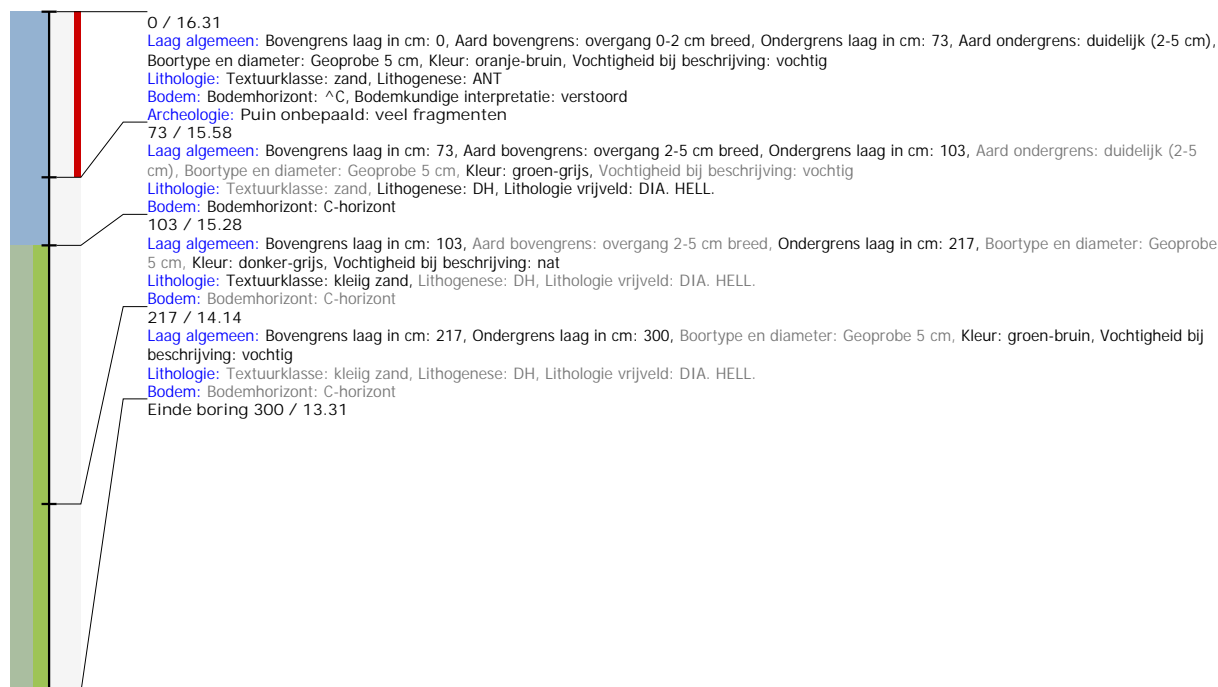 0 / 16.31
Laag algemeen: Bovengrens laag in cm: 0, Aard bovengrens: overgang 0-2 cm breed, Ondergrens laag in cm: 73, Aard ondergrens: duidelijk (2-5 cm),
Boortype en diameter: Geoprobe 5 cm, Kleur: oranje-bruin, Vochtigheid bij beschrijving: vochtig
Lithologie: Textuurklasse: zand, Lithogenese: ANT
Bodem: Bodemhorizont: ^C, Bodemkundige interpretatie: verstoord
Archeologie: Puin onbepaald: veel fragmenten
73 / 15.58
Laag algemeen: Bovengrens laag in cm: 73, Aard bovengrens: overgang 2-5 cm breed, Ondergrens laag in cm: 103, Aard ondergrens: duidelijk (2-5
cm), Boortype en diameter: Geoprobe 5 cm, Kleur: groen-grijs, Vochtigheid bij beschrijving: vochtig
Lithologie: Textuurklasse: zand, Lithogenese: DH, Lithologie vrijveld: DIA. HELL.
Bodem: Bodemhorizont: C-horizont
103 / 15.28
Laag algemeen: Bovengrens laag in cm: 103, Aard bovengrens: overgang 2-5 cm breed, Ondergrens laag in cm: 217, Boortype en diameter: Geoprobe
5 cm, Kleur: donker-grijs, Vochtigheid bij beschrijving: nat
Lithologie: Textuurklasse: kleiig zand, Lithogenese: DH, Lithologie vrijveld: DIA. HELL.
Bodem: Bodemhorizont: C-horizont
217 / 14.14
Laag algemeen: Bovengrens laag in cm: 217, Ondergrens laag in cm: 300, Boortype en diameter: Geoprobe 5 cm, Kleur: groen-bruin, Vochtigheid bij
beschrijving: vochtig
Lithologie: Textuurklasse: kleiig zand, Lithogenese: DH, Lithologie vrijveld: DIA. HELL.
Bodem: Bodemhorizont: C-horizont
Einde boring 300 / 13.31